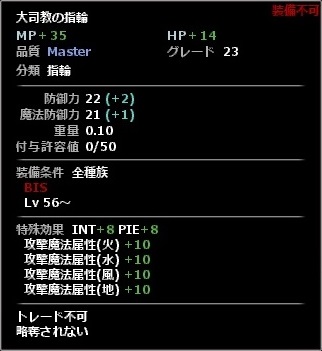 装備不可
大司教の指輪
MP+35 HP+14
品質 Master グレード 23
分類 指輪
防御力 22 (+2)
魔法防御力 21 (+1)
重量 0.10
付与許容値 0/50
装備条件 全種族
BIS
Lv 56～
特殊効果 INT+8 PIE+8
攻撃魔法属性(火) +10
攻撃魔法属性(水) +10
攻撃魔法属性(風) +10
攻撃魔法属性(地) +10
トレード不可
略奪されない